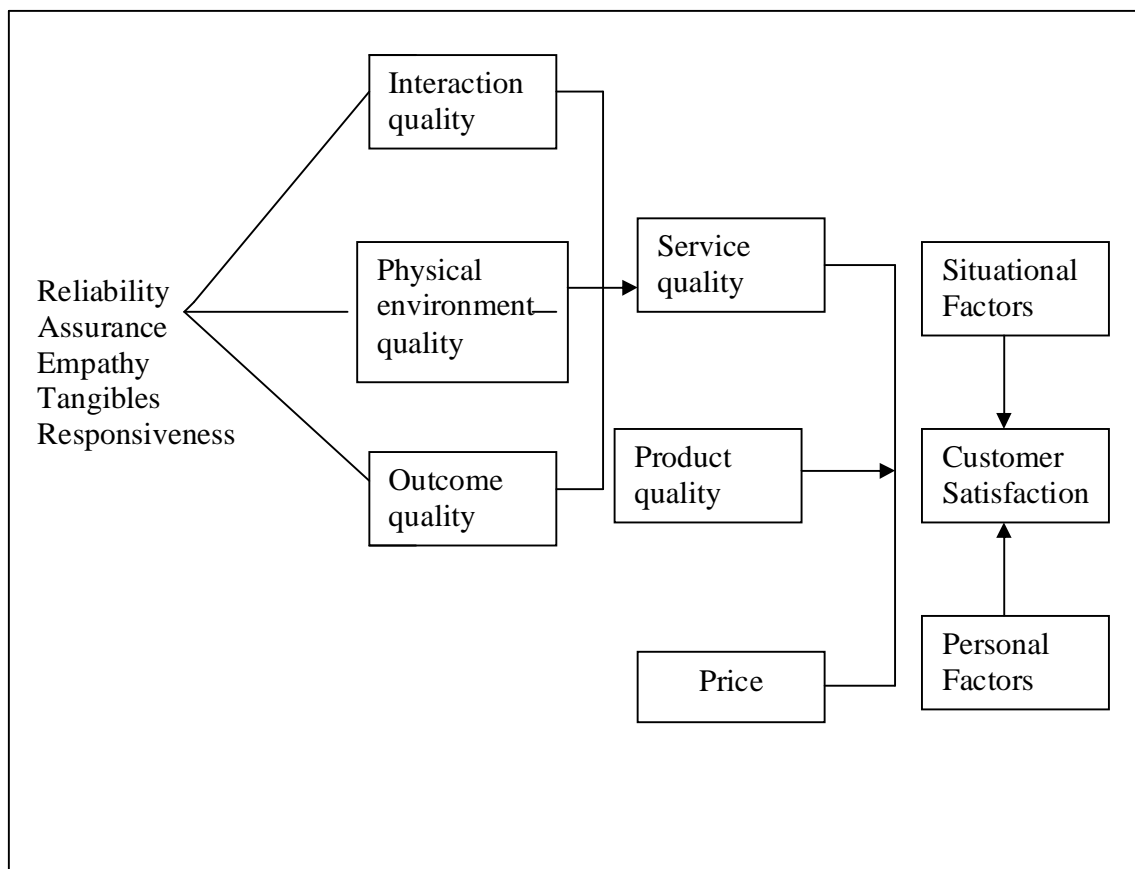 Reliability
Assurance
Empathy
Tangibles
Responsiveness
Interaction
quality
Physical
environment
quality
Outcome
quality
Service
quality
Product
quality
Price
Situational
Factors
Customer
Satisfaction
Personal
Factors